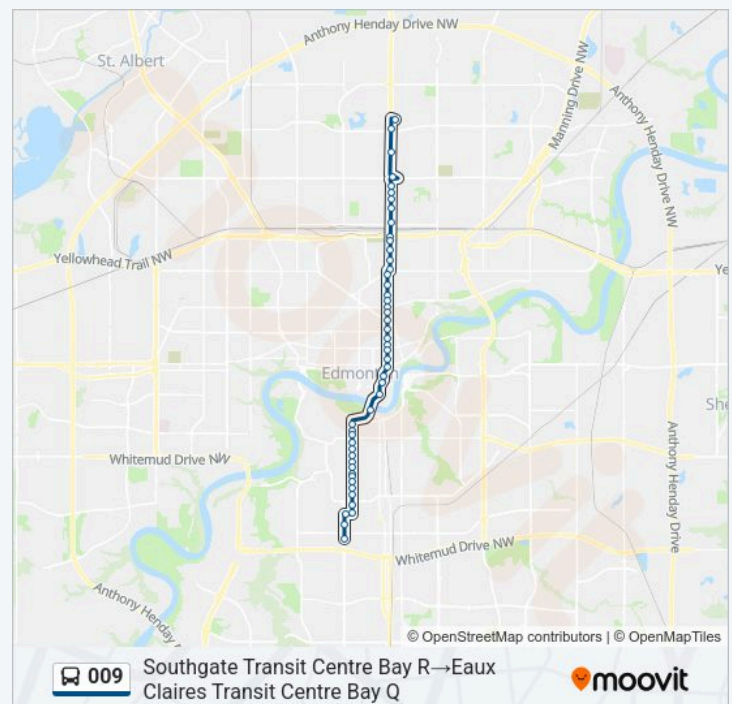 Anthony Henday Drive NW
St. Albert
Manning Drive NW
Anthony Henday Drive NW
Yellowhead Trail NW
Ye
Edmonton
She
Whitemud Drive NW
Anthony Henday Drive
Whitemud Drive NW
Anthony Henday
© OpenStreetMap contributors | © OpenMapTiles
009
Southgate Transit Centre Bay R→Eaux
Claires Transit Centre Bay Q
moovit